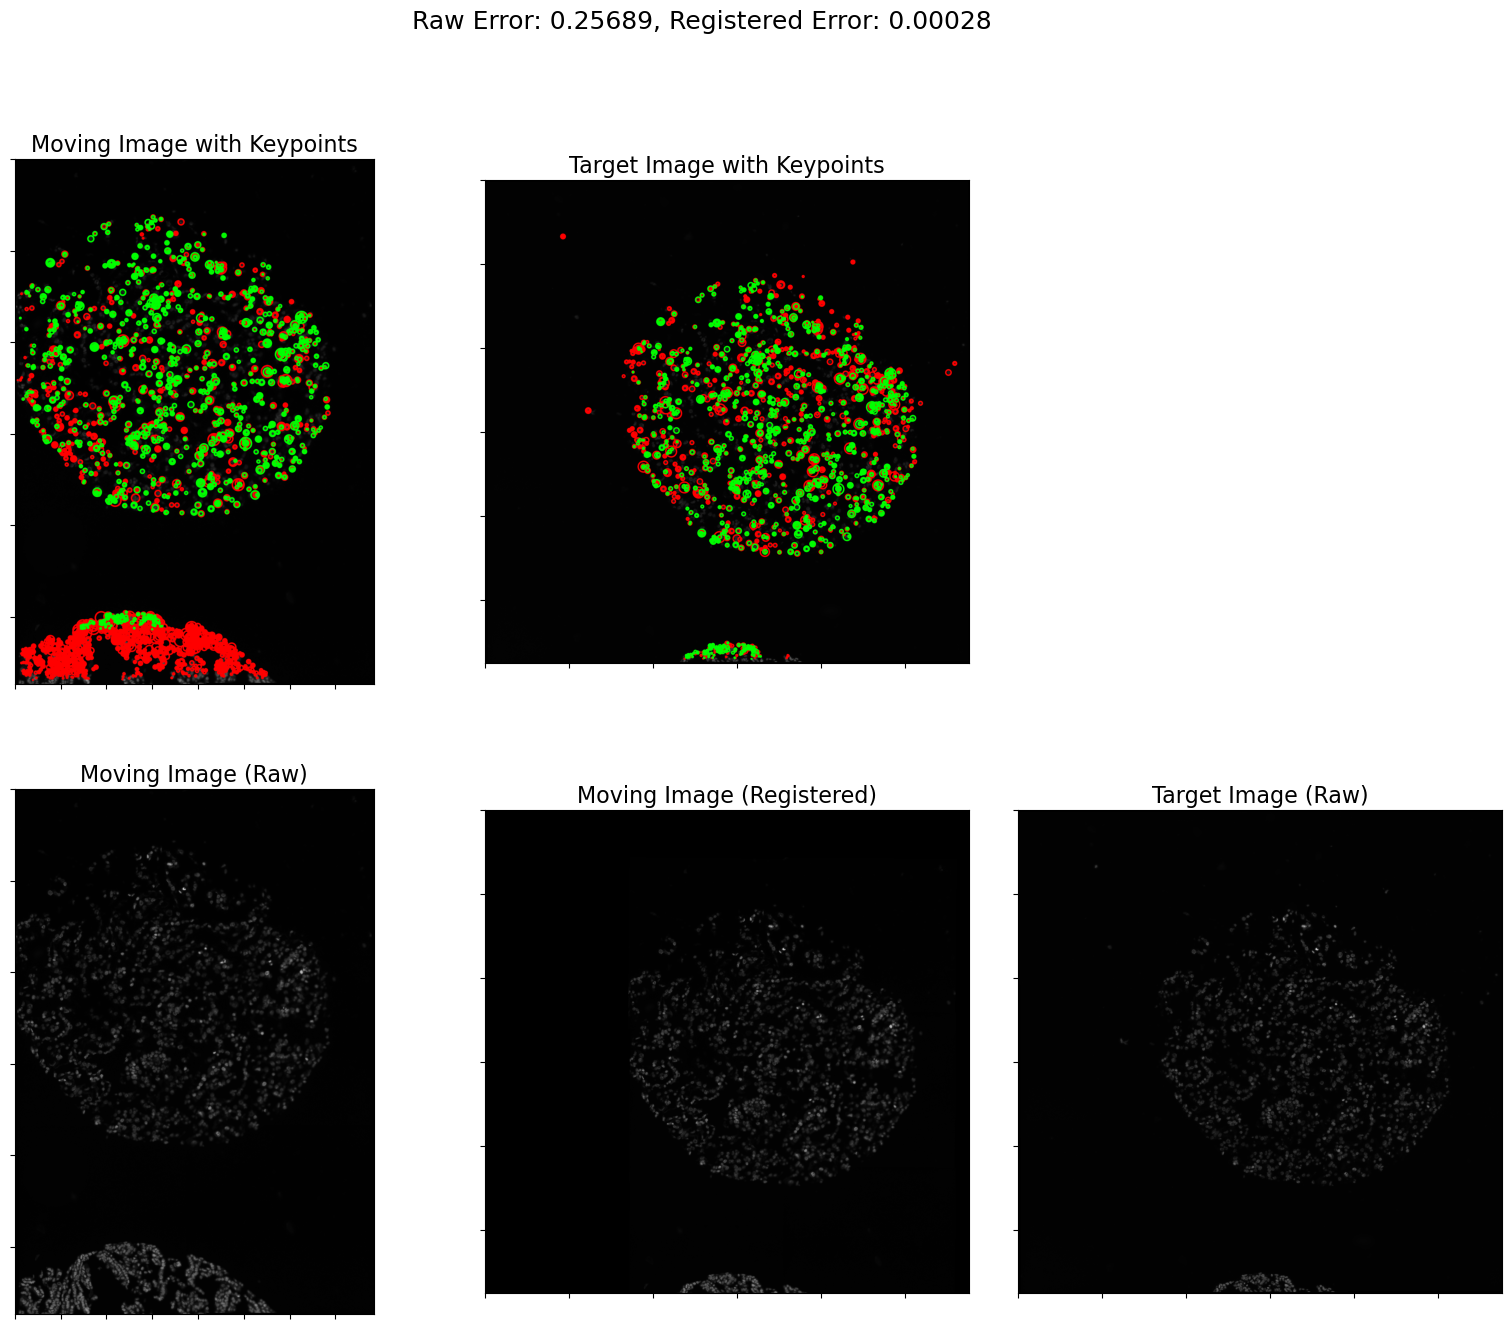 Raw Error: 0.25689, Registered Error: 0.00028
Moving Image with Keypoints
Target Image with Keypoints
Moving Image (Raw)
Moving Image (Registered)
Target Image (Raw)